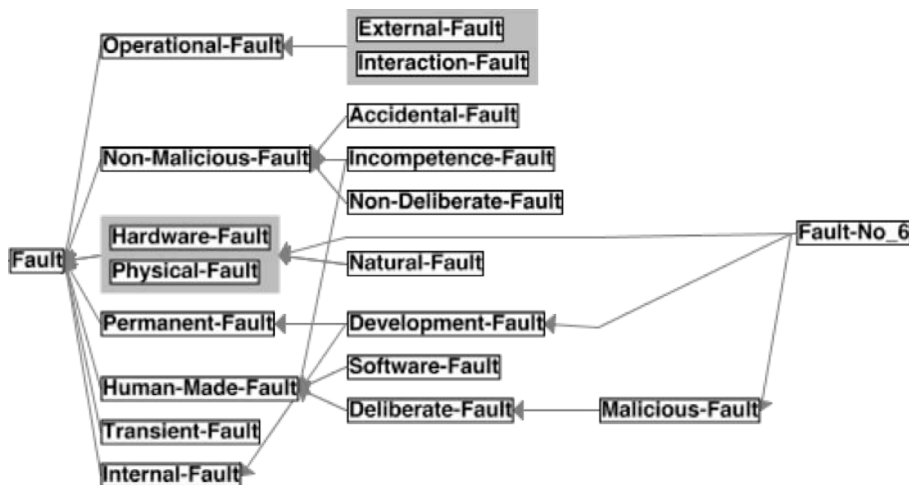 External-Fault
Operational-Fault
Interaction-Fault
Accidental-Fault
Non-Malicious-Fault
Incompetence-Fault
Non-Deliberate-Fault
Hardware-Fault
Fault-No_6
Fault
Physical-Fault
Natural-Fault
Permanent-Fault
Development-Fault
Software-Fault
Human-Made-Fault
Deliberate-Fault
Malicious-Fault
Transient-Fault
Internal-Fault